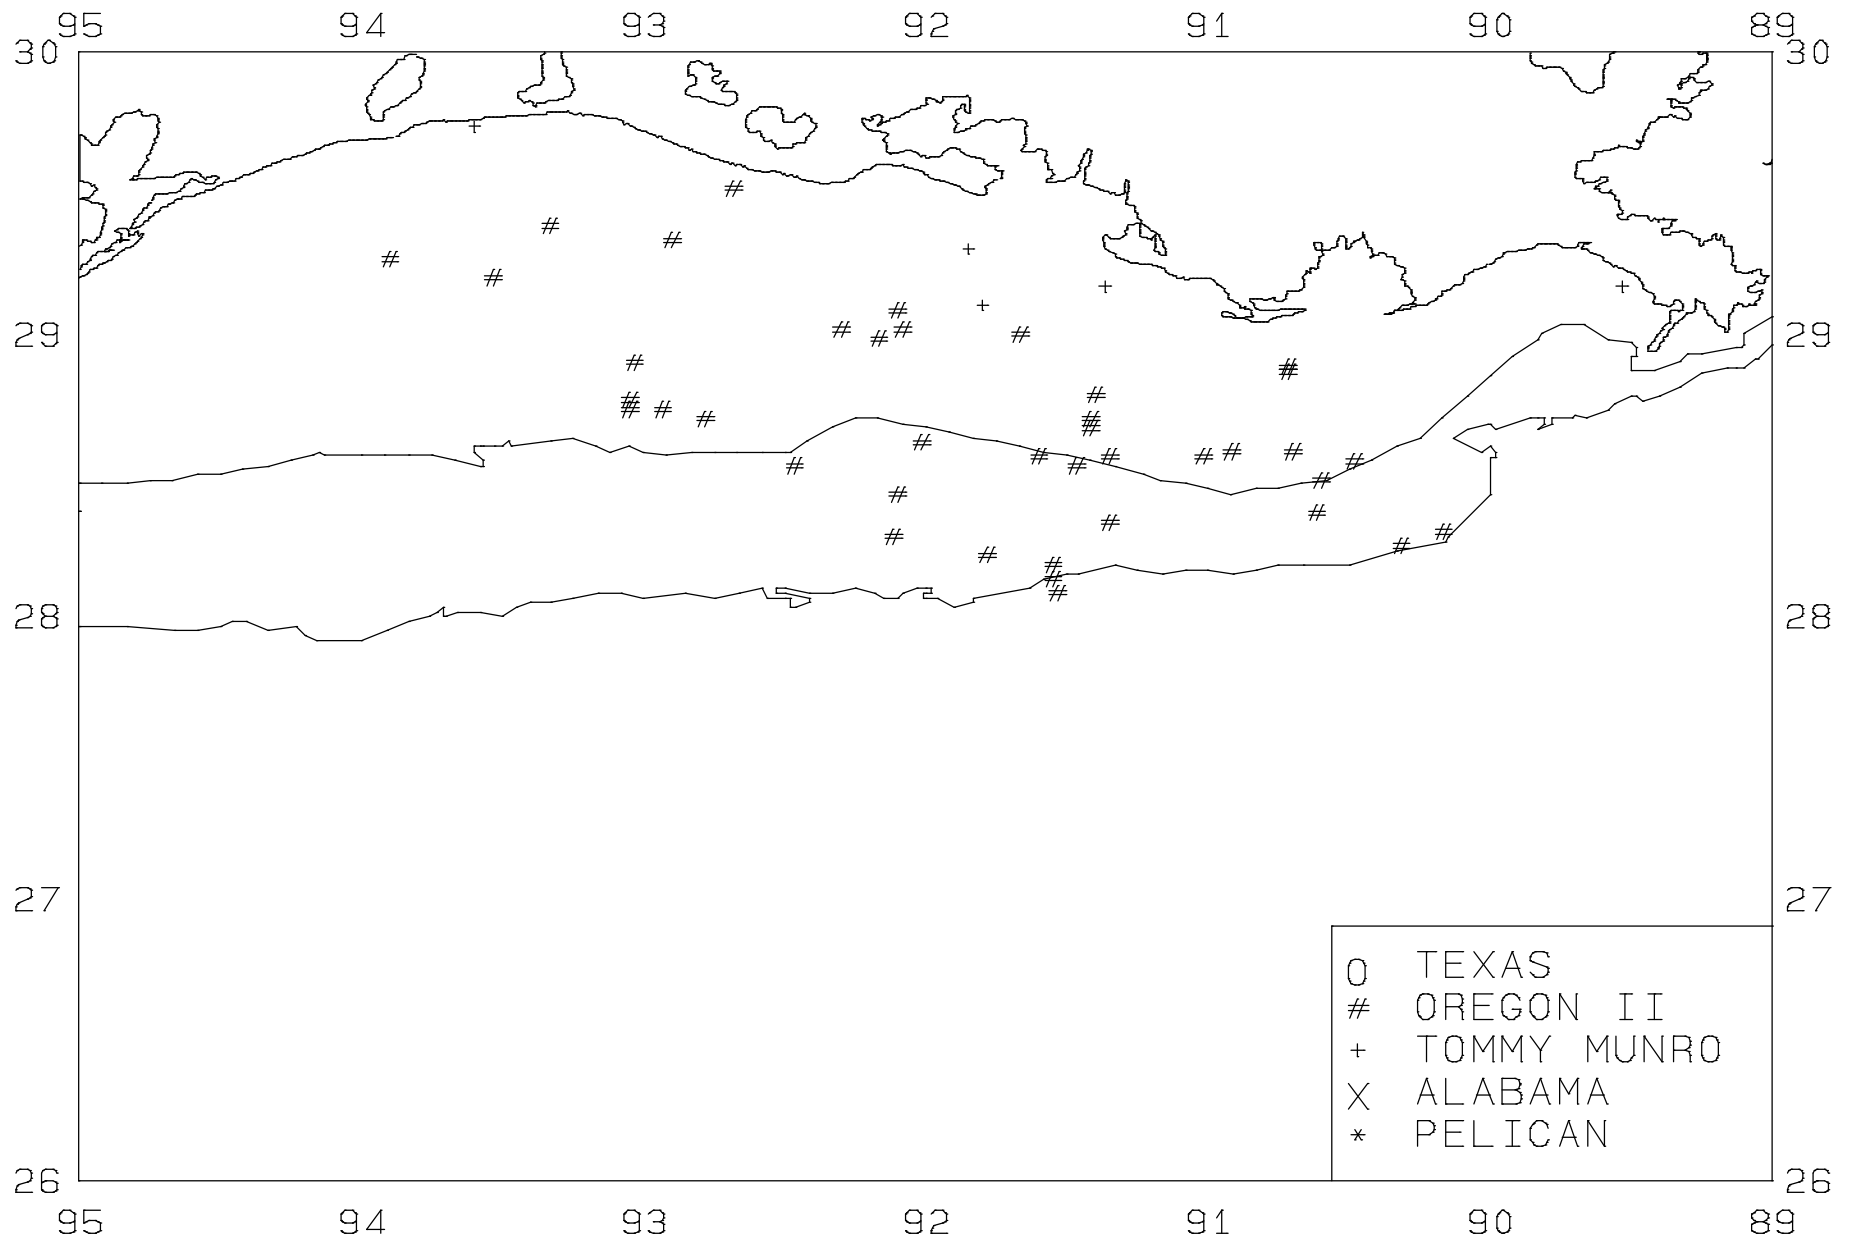 95 94 93 92 91 90 89
30 30
29 29
28 28
27 27
O TEXAS
# OREGON II
+ TOMMY MUNRO
X ALABAMA
* PELICAN
26 26
95 94 93 92 91 90 89